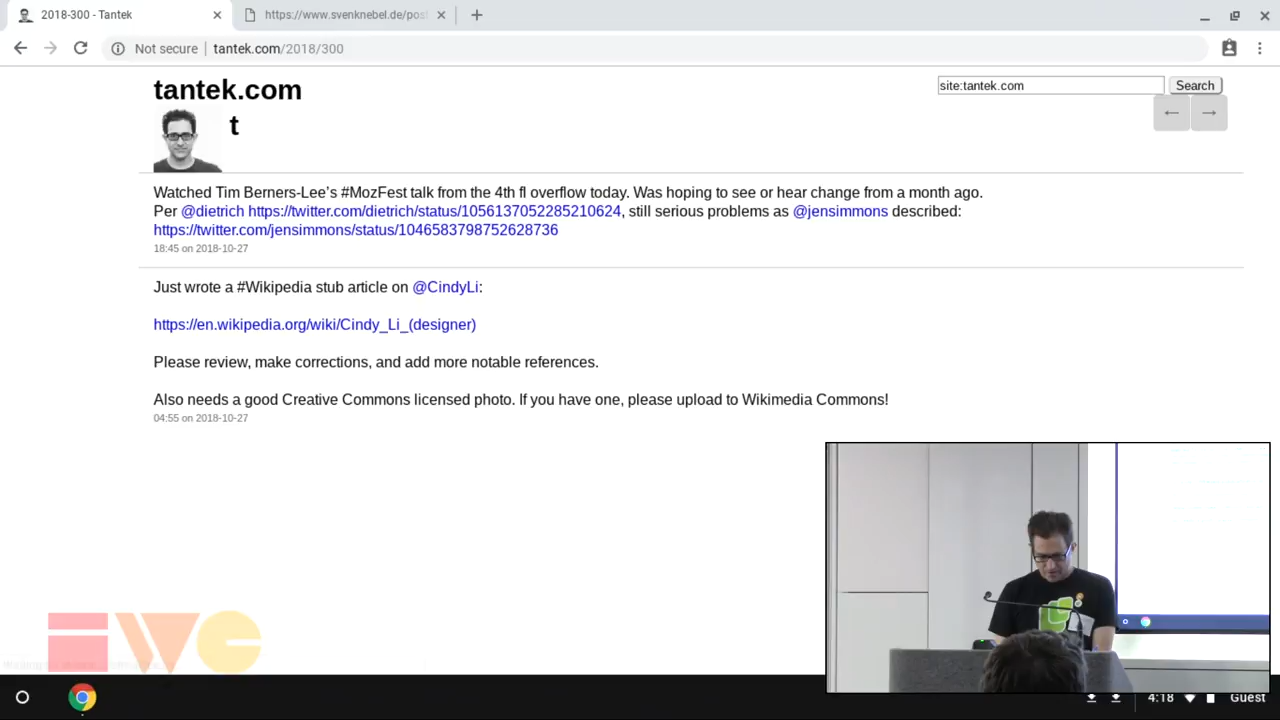 2018-300 - Tantek
https://www.svenknebel.de/pos
Not secure
tantek.com/2018/300
tantek.com
site:tantek.com
Search
← →
t
Watched Tim Berners-Lee’s #MozFest talk from the 4th fl overflow today. Was hoping to see or hear change from a month ago.
Per @dietrich https://twitter.com/dietrich/status/1056137052285210624, still serious problems as @jensimmons described:
https://twitter.com/jensimmons/status/1046583798752628736
18:45 on 2018-10-27
Just wrote a #Wikipedia stub article on @CindyLi:
https://en.wikipedia.org/wiki/Cindy_Li_(designer)
Please review, make corrections, and add more notable references.
Also needs a good Creative Commons licensed photo. If you have one, please upload to Wikimedia Commons!
04:55 on 2018-10-27
iwc
4:18
Guest